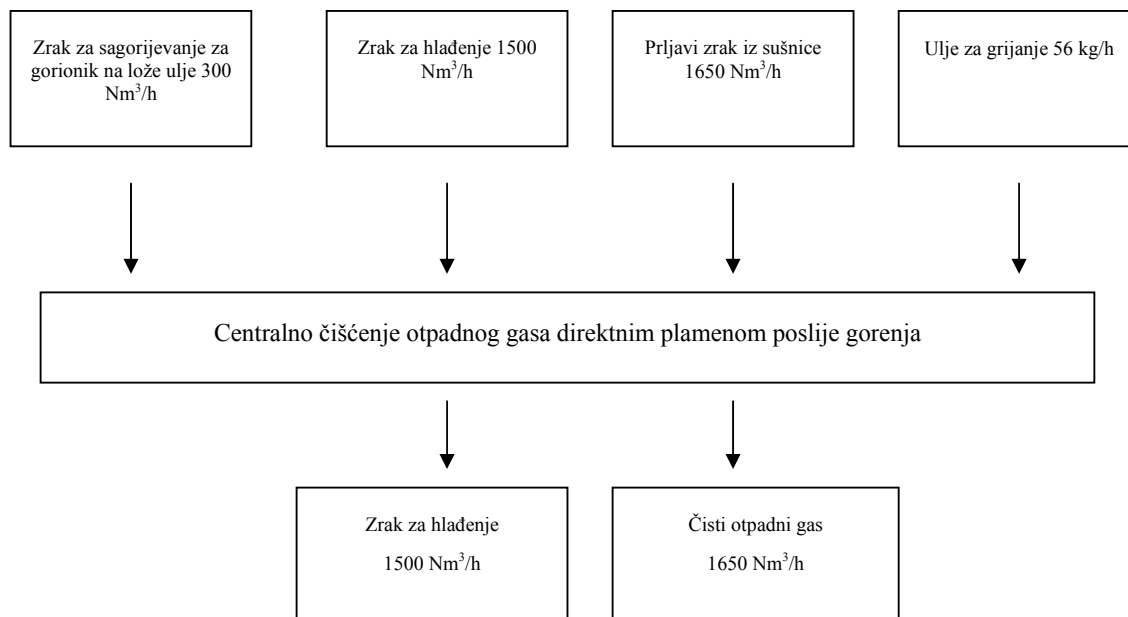 Zrak za sagorijevanje za
gorionik na lože ulje 300
Nm³/h
Zrak za hlađenje 1500
Nm³/h
Prljavi zrak iz sušnice
1650 Nm³/h
Ulje za grijanje 56 kg/h
Centralno čišćenje otpadnog gasa direktnim plamenom poslije gorenja
Zrak za hlađenje
1500 Nm³/h
Čisti otpadni gas
1650 Nm³/h